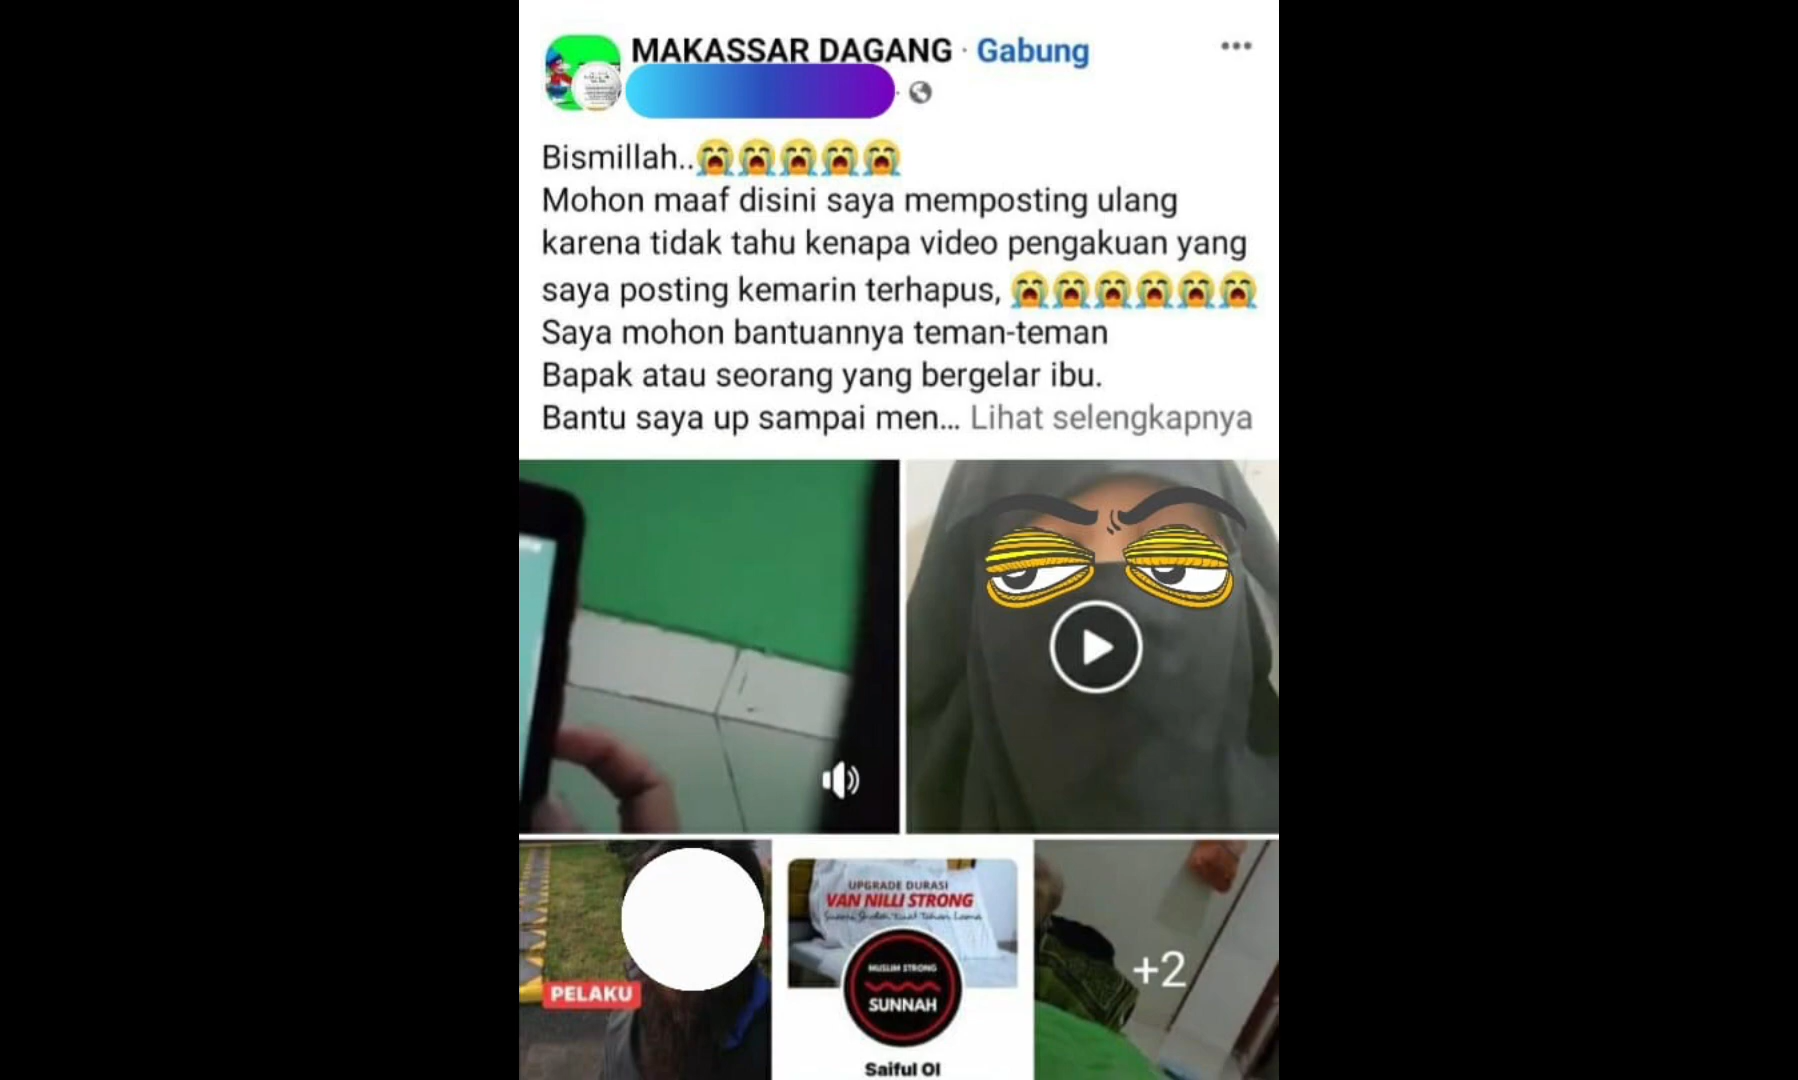 MAKASSAR DAGANG · Gabung
Bismillah..😭😭😭😭😭
Mohon maaf disini saya memposting ulang
karena tidak tahu kenapa video pengakuan yang
saya posting kemarin terhapus, 😭😭😭😭😭😭
Saya mohon bantuannya teman-teman
Bapak atau seorang yang bergelar ibu.
Bantu saya up sampai men... Lihat selengkapnya
PELAKU
UPGRADE DURASI
VAN NILLI STRONG
MUSLIM STRONG
SUNNAH
Saiful Ol
+2